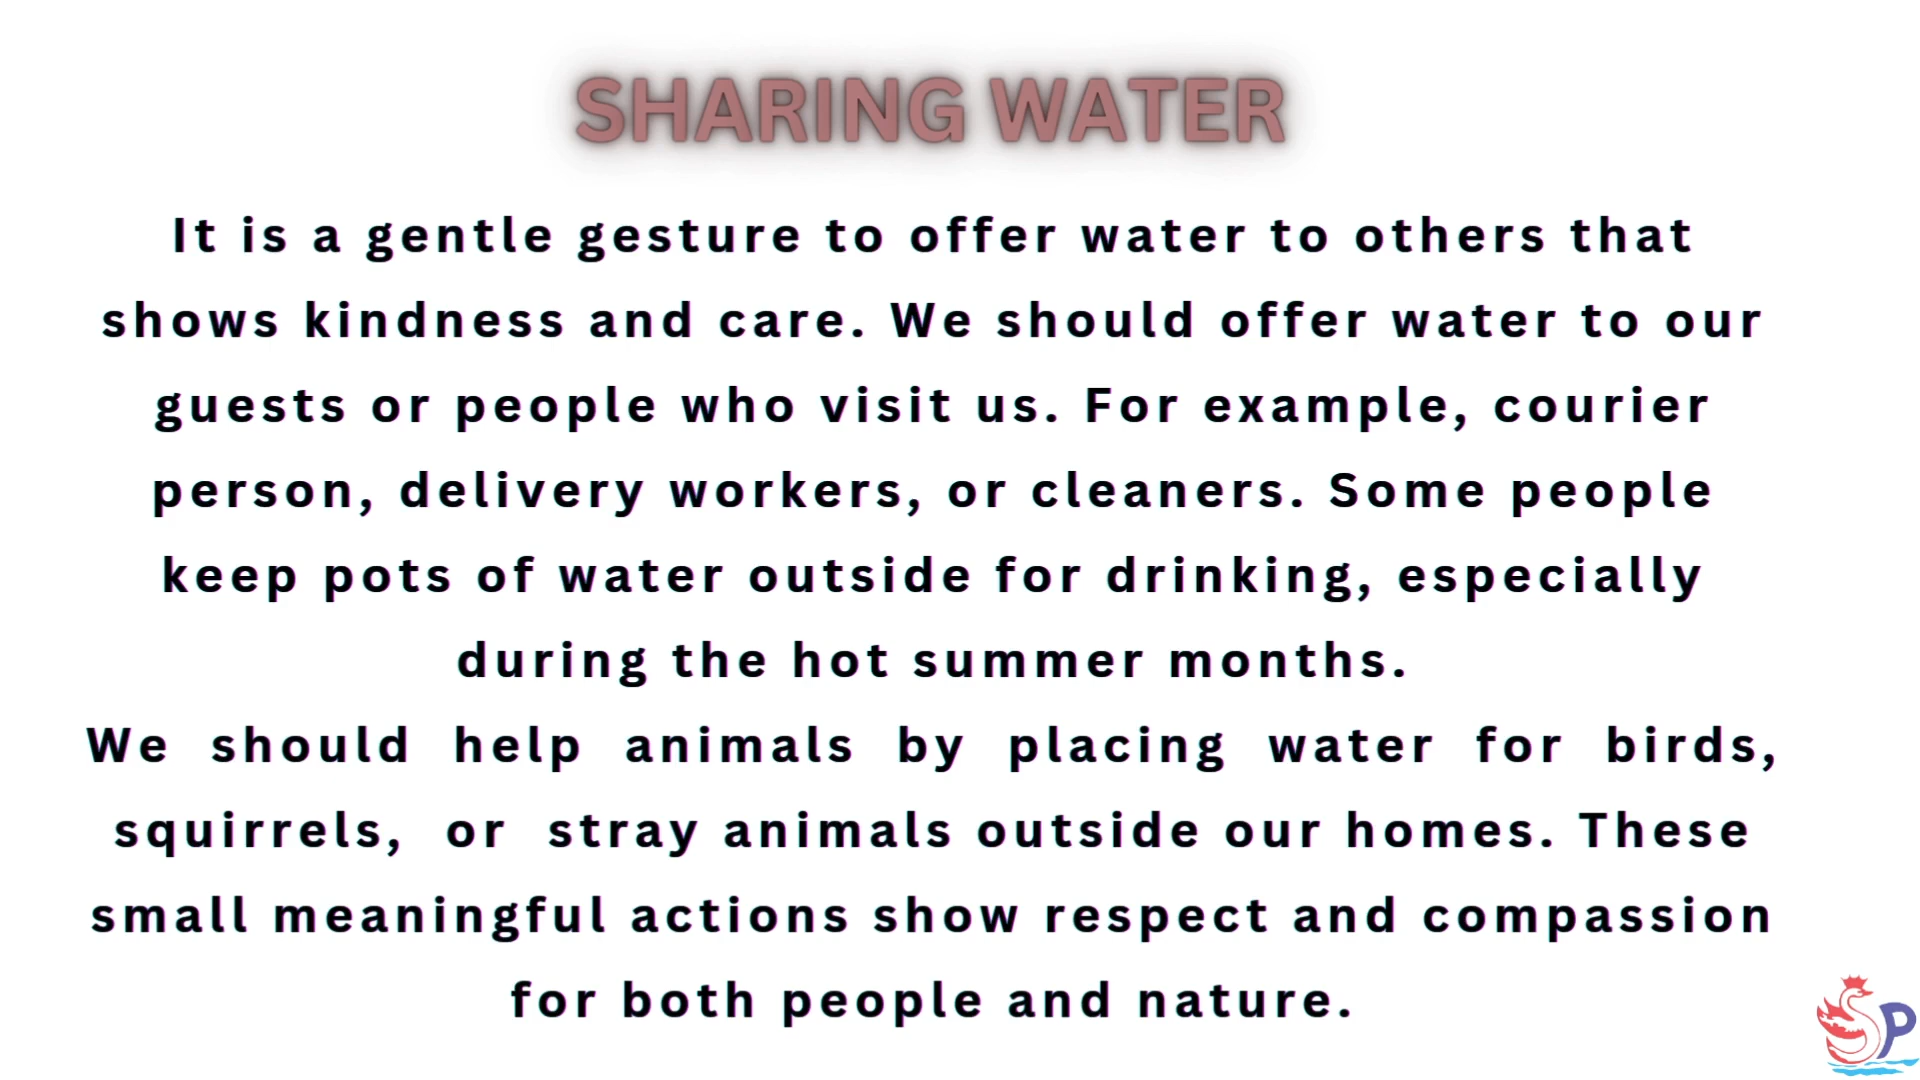 SHARING WATER
It is a gentle gesture to offer water to others that
shows kindness and care. We should offer water to our
guests or people who visit us. For example, courier
person, delivery workers, or cleaners. Some people
keep pots of water outside for drinking, especially
during the hot summer months.
We should help animals by placing water for birds,
squirrels, or stray animals outside our homes. These
small meaningful actions show respect and compassion
for both people and nature.
SP